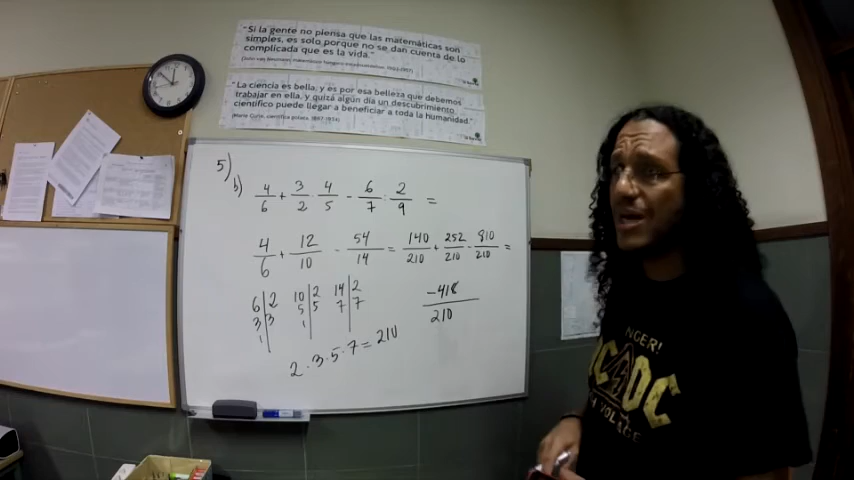 "Si la gente no piensa que las matemáticas son
simples, es solo porque no se dan cuenta de lo
complicada que es la vida."
"La ciencia es bella, y es por esa belleza que debemos
trabajar en ella, y quizá algún día un descubrimiento
científico puede llegar a beneficiar a toda la humanidad."
5)
b) 4/6 + 3/2 · 4/5 - 6/7 : 2/9 =
4/6 + 12/10 - 54/14 = 140/210 + 252/210 - 810/210 =
6|2 10|2 14|2
3|3 5|5 7|7
1| 1|
-418/210
2 · 3 · 5 · 7 = 210
NGER!
AC DC
VOLTAG